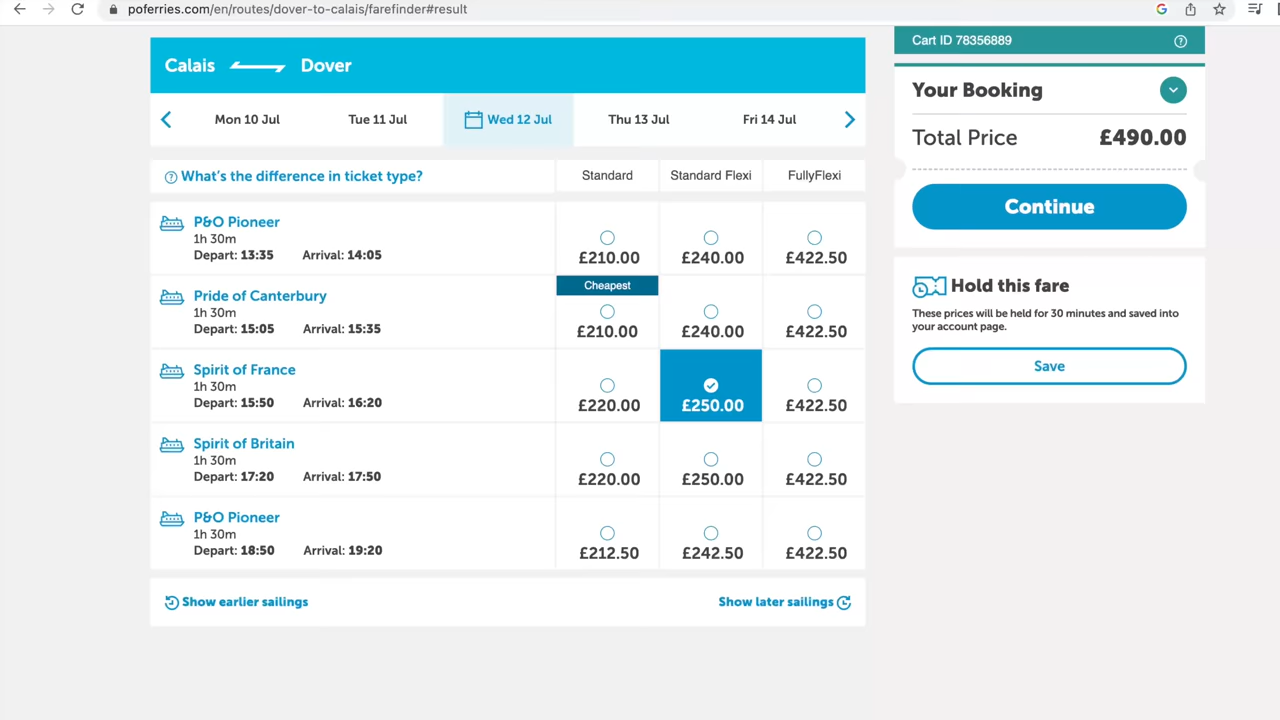 poferries.com/en/routes/dover-to-calais/farefinder#result
Calais Dover
Mon 10 Jul Tue 11 Jul Wed 12 Jul Thu 13 Jul Fri 14 Jul
What's the difference in ticket type? Standard Standard Flexi FullyFlexi
P&O Pioneer
1h 30m
Depart: 13:35 Arrival: 14:05
£210.00 £240.00 £422.50
Cheapest
Pride of Canterbury
1h 30m
Depart: 15:05 Arrival: 15:35
£210.00 £240.00 £422.50
Spirit of France
1h 30m
Depart: 15:50 Arrival: 16:20
£220.00 £250.00 £422.50
Spirit of Britain
1h 30m
Depart: 17:20 Arrival: 17:50
£220.00 £250.00 £422.50
P&O Pioneer
1h 30m
Depart: 18:50 Arrival: 19:20
£212.50 £242.50 £422.50
Show earlier sailings Show later sailings
Cart ID 78356889
Your Booking
Total Price £490.00
Continue
Hold this fare
These prices will be held for 30 minutes and saved into
your account page.
Save